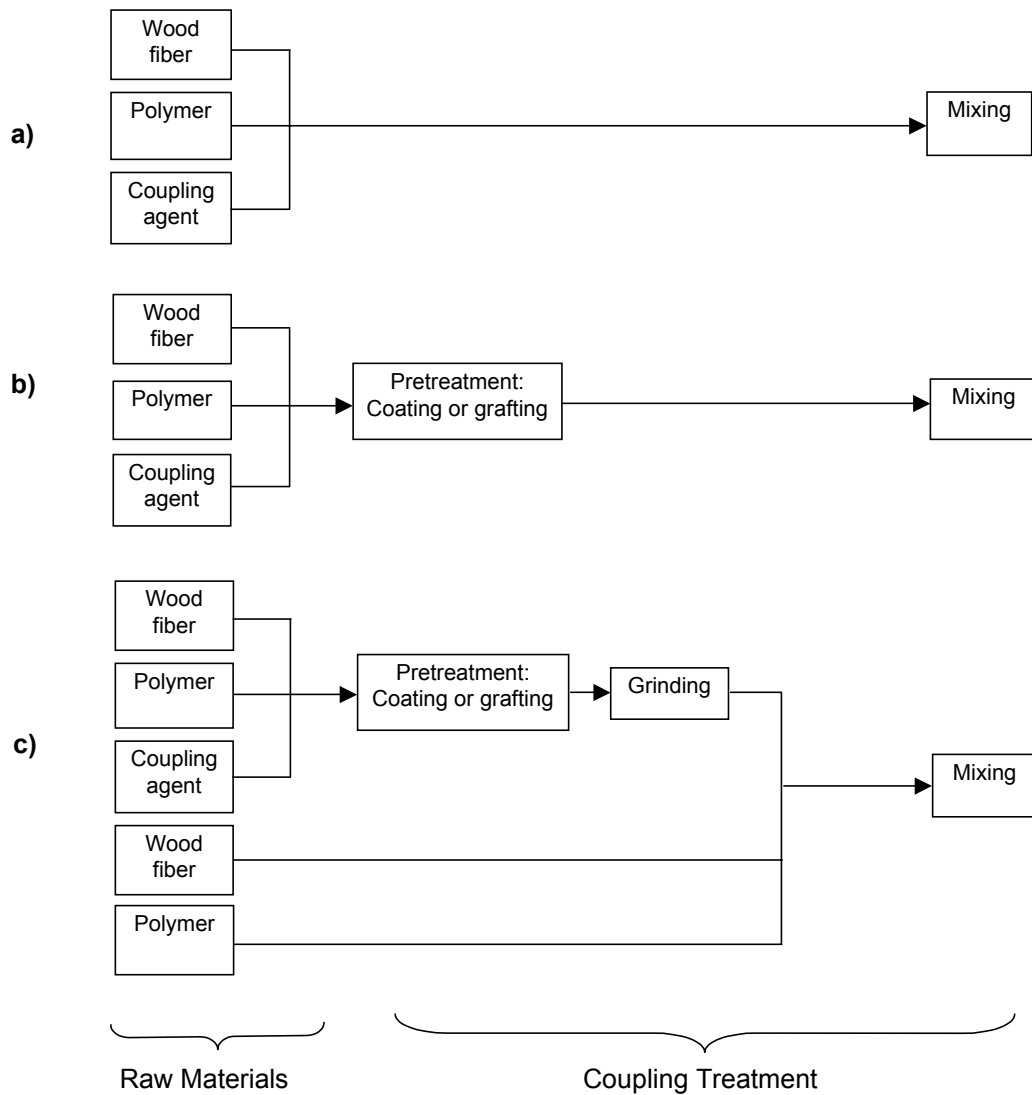 a)
Wood
fiber
Polymer
Coupling
agent
Mixing
b)
Wood
fiber
Polymer
Coupling
agent
Pretreatment:
Coating or grafting
Mixing
c)
Wood
fiber
Polymer
Coupling
agent
Wood
fiber
Polymer
Pretreatment:
Coating or grafting
Grinding
Mixing
Raw Materials
Coupling Treatment